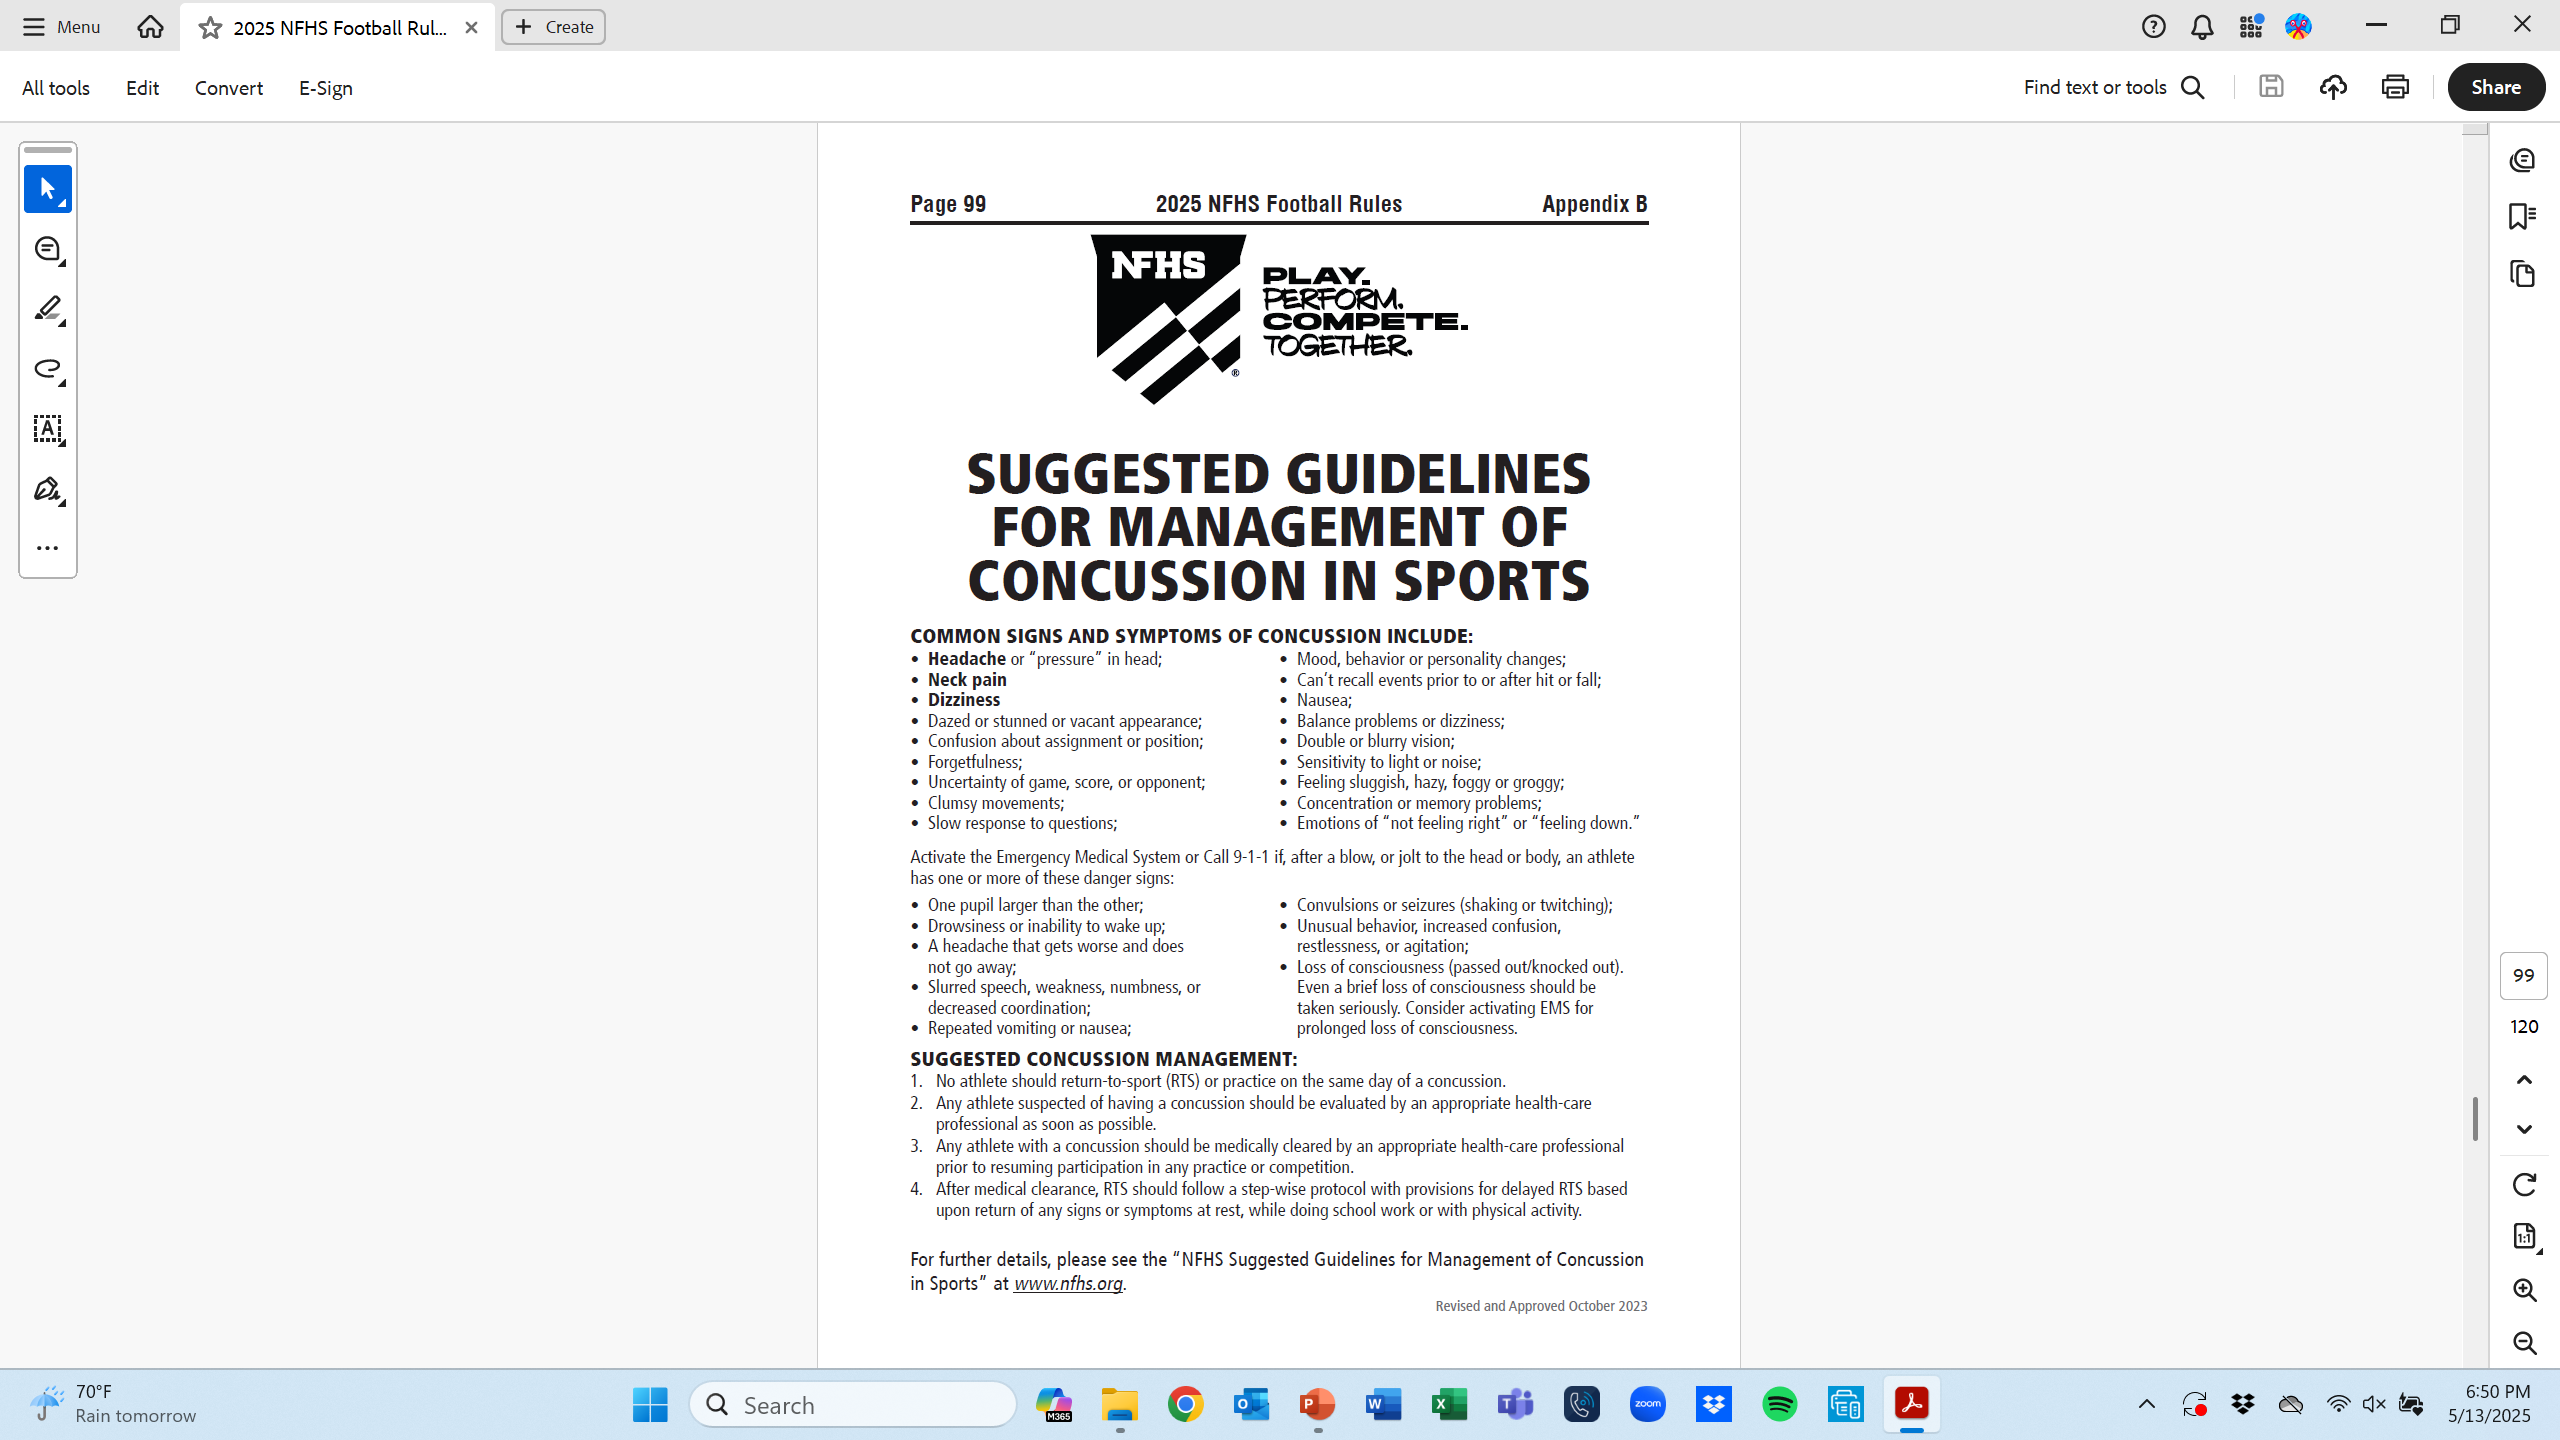 Menu
2025 NFHS Football Rul...
Create
All tools Edit Convert E-Sign
Find text or tools
Share
Page 99 2025 NFHS Football Rules Appendix B
NFHS
®
PLAY.
PERFORM.
COMPETE.
TOGETHER.
SUGGESTED GUIDELINES
FOR MANAGEMENT OF
CONCUSSION IN SPORTS
COMMON SIGNS AND SYMPTOMS OF CONCUSSION INCLUDE:
• Headache or “pressure” in head;
• Neck pain
• Dizziness
• Dazed or stunned or vacant appearance;
• Confusion about assignment or position;
• Forgetfulness;
• Uncertainty of game, score, or opponent;
• Clumsy movements;
• Slow response to questions;
• Mood, behavior or personality changes;
• Can’t recall events prior to or after hit or fall;
• Nausea;
• Balance problems or dizziness;
• Double or blurry vision;
• Sensitivity to light or noise;
• Feeling sluggish, hazy, foggy or groggy;
• Concentration or memory problems;
• Emotions of “not feeling right” or “feeling down.”
Activate the Emergency Medical System or Call 9-1-1 if, after a blow, or jolt to the head or body, an athlete
has one or more of these danger signs:
• One pupil larger than the other;
• Drowsiness or inability to wake up;
• A headache that gets worse and does
not go away;
• Slurred speech, weakness, numbness, or
decreased coordination;
• Repeated vomiting or nausea;
• Convulsions or seizures (shaking or twitching);
• Unusual behavior, increased confusion,
restlessness, or agitation;
• Loss of consciousness (passed out/knocked out).
Even a brief loss of consciousness should be
taken seriously. Consider activating EMS for
prolonged loss of consciousness.
SUGGESTED CONCUSSION MANAGEMENT:
1. No athlete should return-to-sport (RTS) or practice on the same day of a concussion.
2. Any athlete suspected of having a concussion should be evaluated by an appropriate health-care
professional as soon as possible.
3. Any athlete with a concussion should be medically cleared by an appropriate health-care professional
prior to resuming participation in any practice or competition.
4. After medical clearance, RTS should follow a step-wise protocol with provisions for delayed RTS based
upon return of any signs or symptoms at rest, while doing school work or with physical activity.
For further details, please see the “NFHS Suggested Guidelines for Management of Concussion
in Sports” at www.nfhs.org.
Revised and Approved October 2023
99
120
1:1
70°F
Rain tomorrow
Search
M365
zoom
6:50 PM
5/13/2025